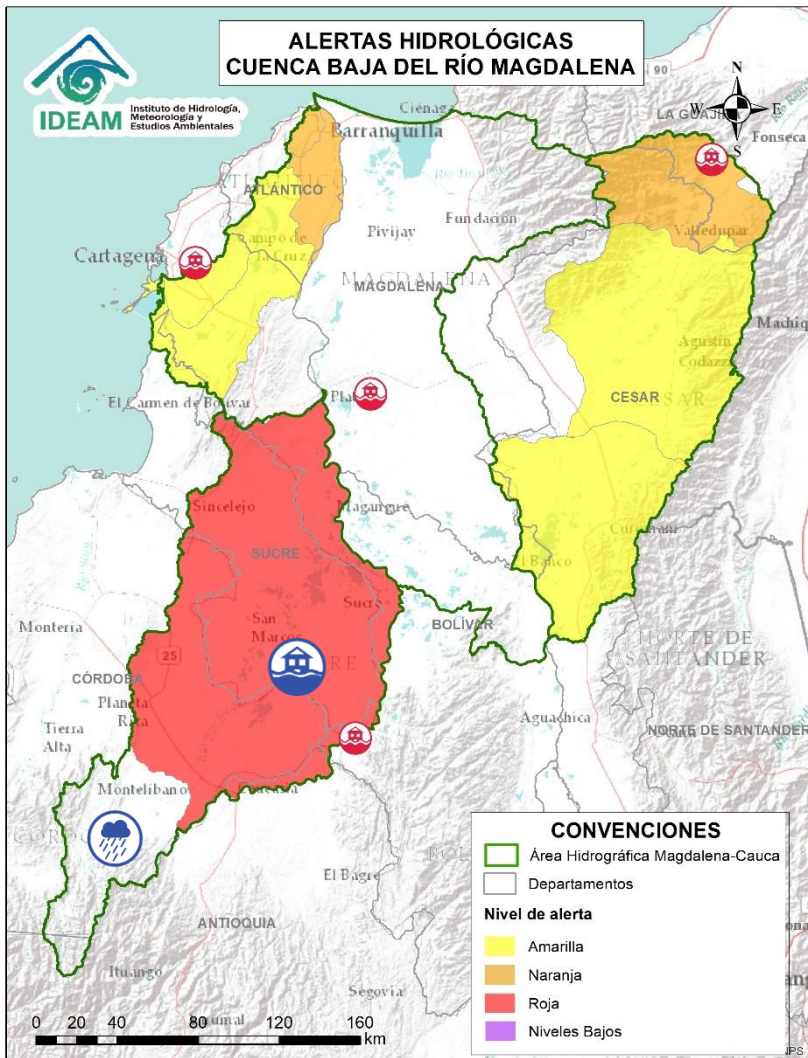 ALERTAS HIDROLÓGICAS
CUENCA BAJA DEL RÍO MAGDALENA
IDEAM
Instituto de Hidrología,
Meteorología y
Estudios Ambientales
90
N
W
E
S
LA GUAJIRA
Fonseca
Ciénaga
Barranquilla
ATLÁNTICO
Fundación
Pivijay
Valledupar
Cartagena
MAGDALENA
MAGDALENA
Agustín
Codazzi
CESAR
El Carmen de Bolívar
Sincelejo
Magangue
SUCRE
El Banco
Sucre
San
Marcos
BOLÍVAR
Montería
25
NORTE DE
SANTANDER
CÓRDOBA
Planeta
Rica
Tierra
Alta
Aguachica
NORTE DE SANTANDER
Montelíbano
El Bagre
ANTIOQUIA
Ituango
Segovia
CONVENCIONES
Área Hidrográfica Magdalena-Cauca
Departamentos
Nivel de alerta
Amarilla
Naranja
Roja
Niveles Bajos
0 20 40 80 120 160
km